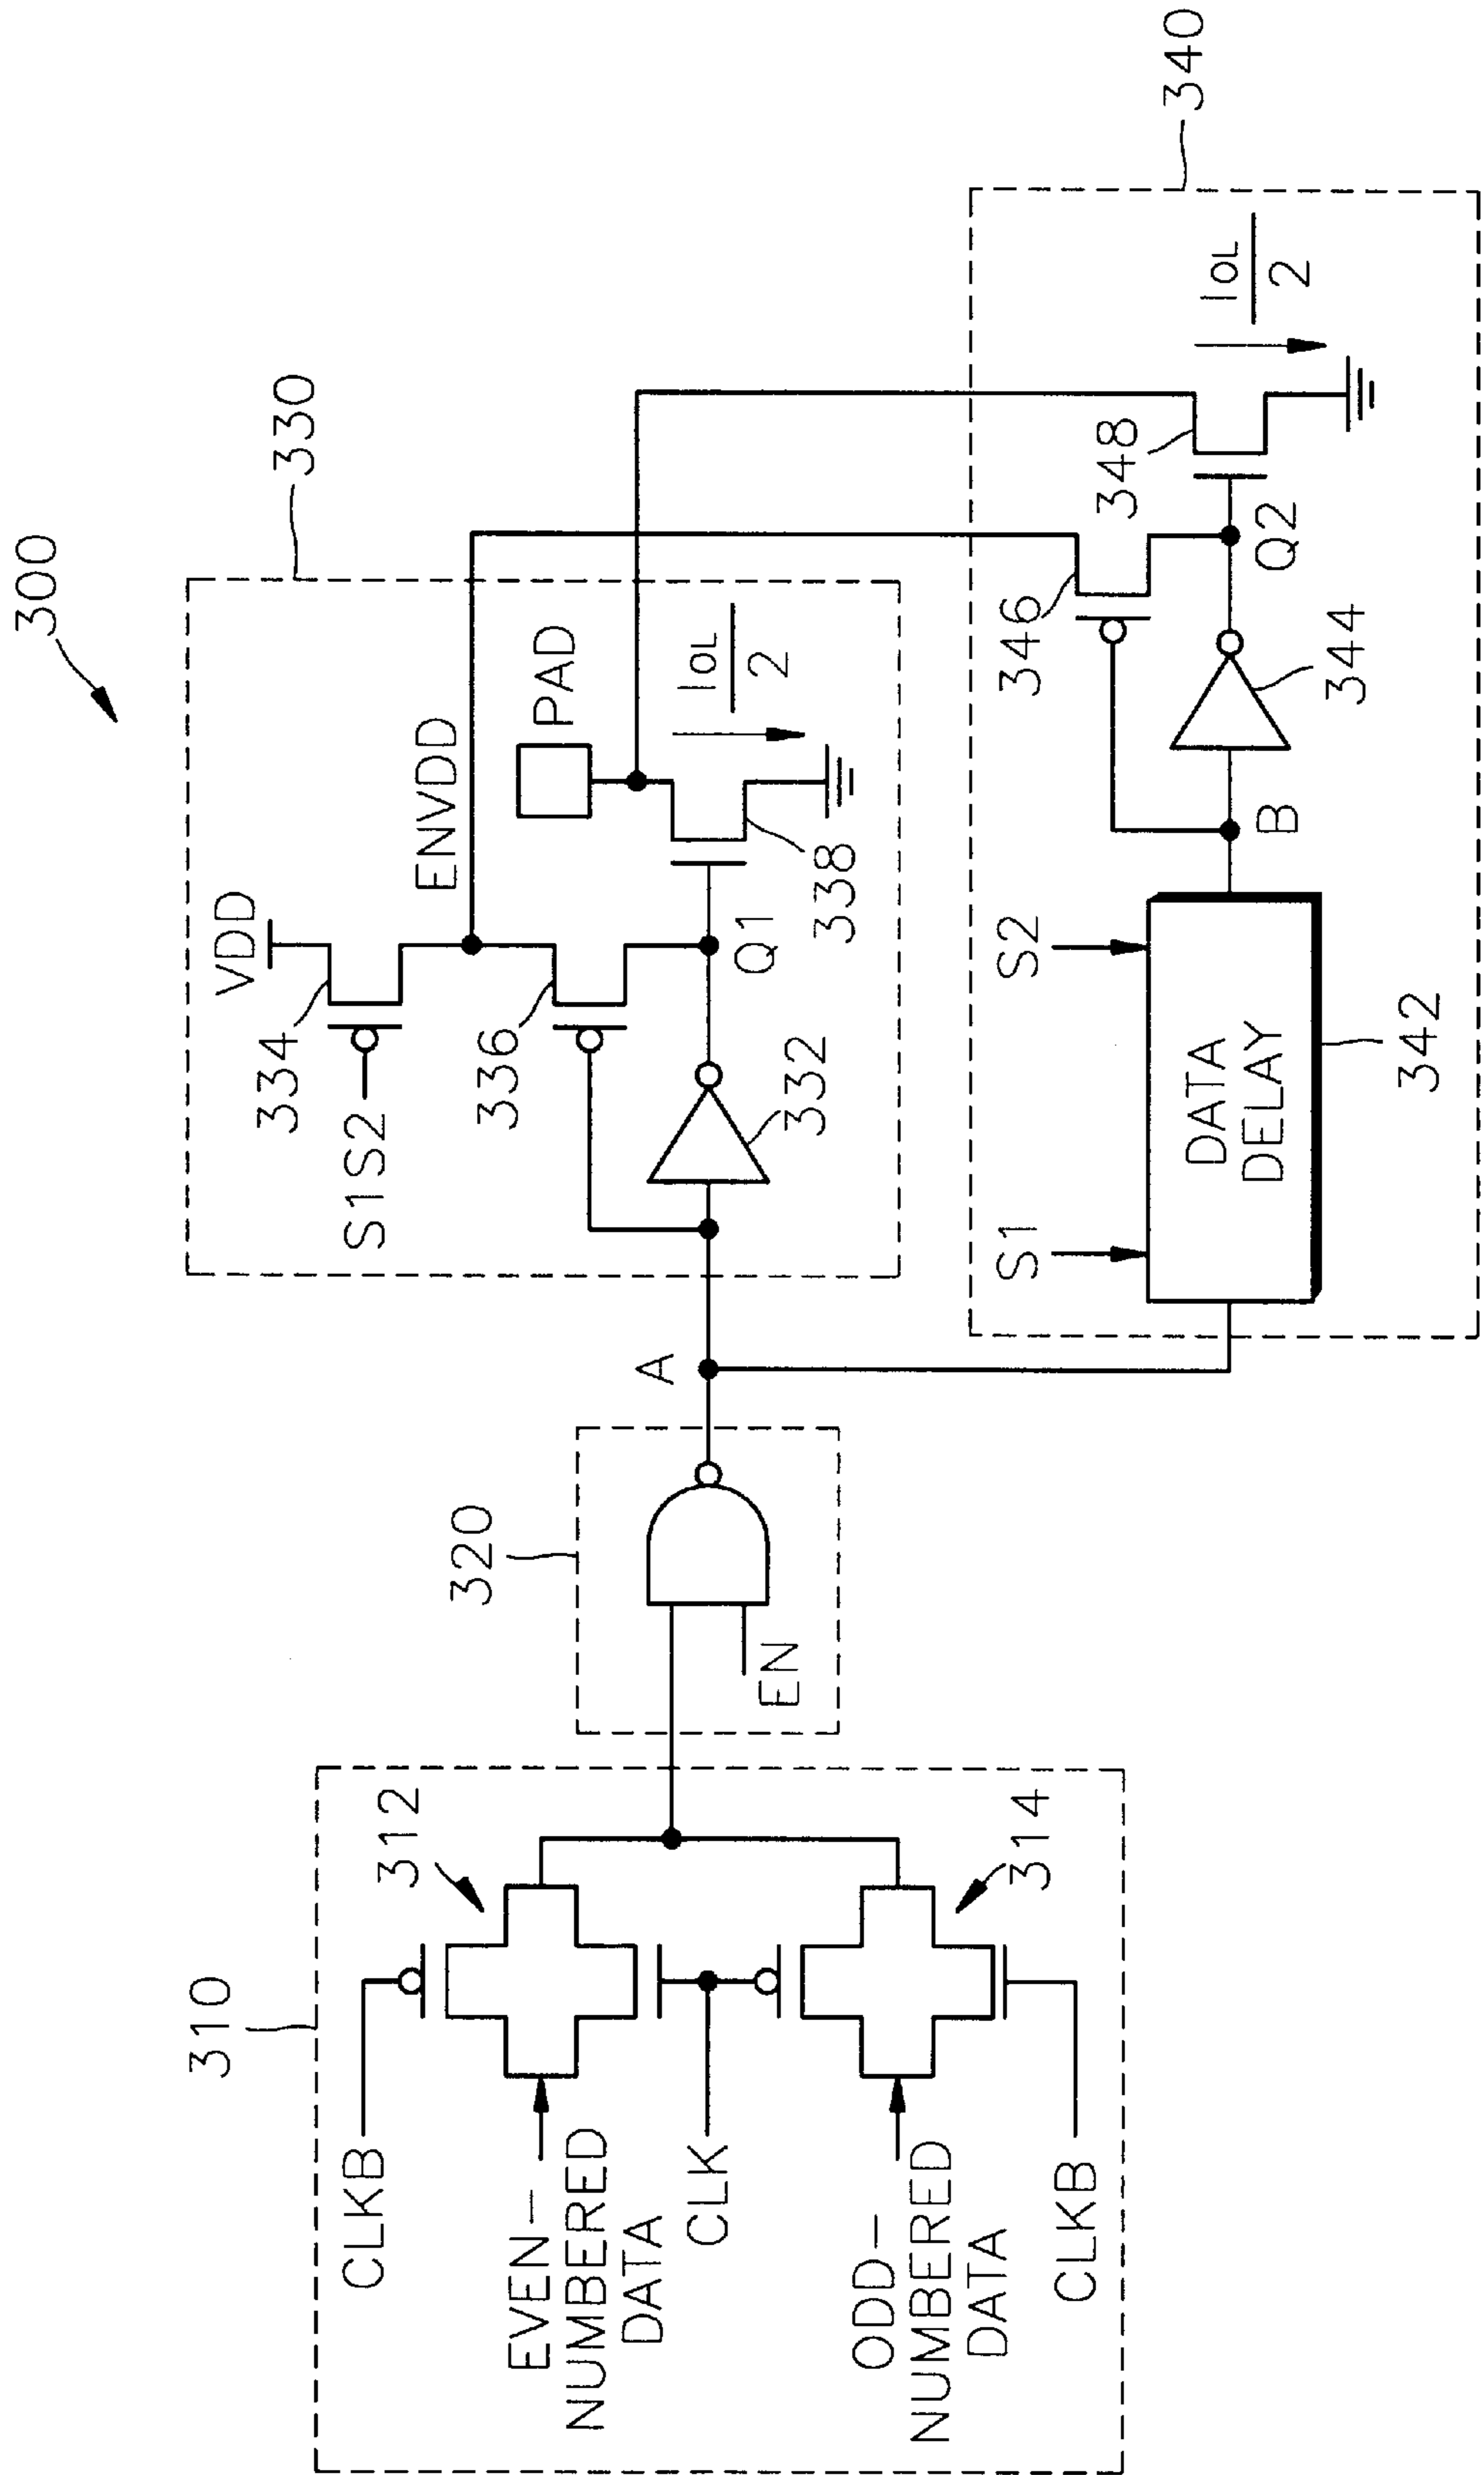 300
310
CLKB
EVEN—
NUMBERED
DATA
CLK
ODD—
NUMBERED
DATA
CLKB
312
314
320
EN
A
330
VDD
334
S1S2
ENVDD
336
332
Q1
PAD
338
IOL
2
340
S1
S2
DATA
DELAY
342
B
344
346
Q2
348
IOL
2